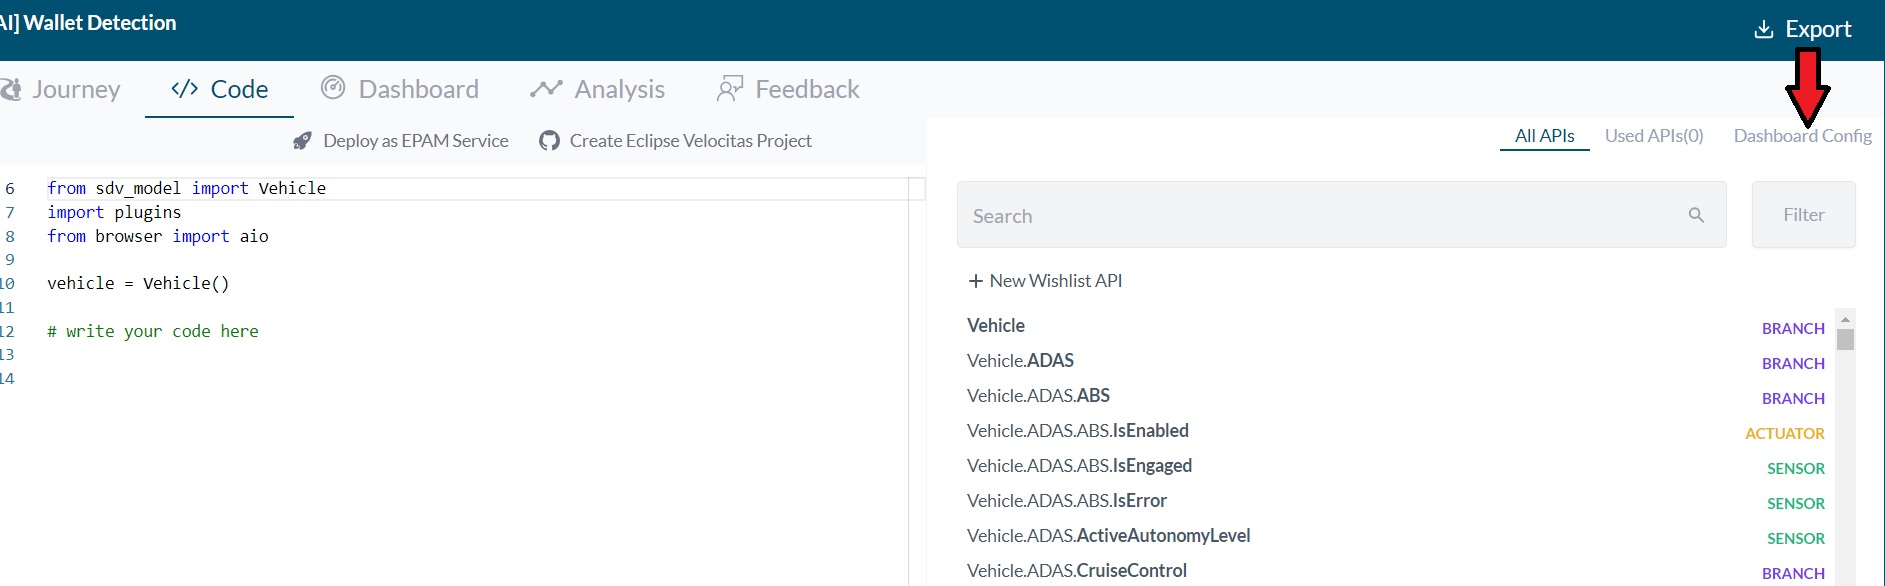 AI] Wallet Detection
Export
Journey
</> Code
Dashboard
Analysis
Feedback
Deploy as EPAM Service
Create Eclipse Velocitas Project
All APIs
Used APIs(0)
Dashboard Config
6 from sdv_model import Vehicle
7 import plugins
8 from browser import aio
9
10 vehicle = Vehicle()
11
12 # write your code here
13
14
Search
Filter
+ New Wishlist API
Vehicle BRANCH
Vehicle.ADAS BRANCH
Vehicle.ADAS.ABS BRANCH
Vehicle.ADAS.ABS.IsEnabled ACTUATOR
Vehicle.ADAS.ABS.IsEngaged SENSOR
Vehicle.ADAS.ABS.IsError SENSOR
Vehicle.ADAS.ActiveAutonomyLevel SENSOR
Vehicle.ADAS.CruiseControl BRANCH